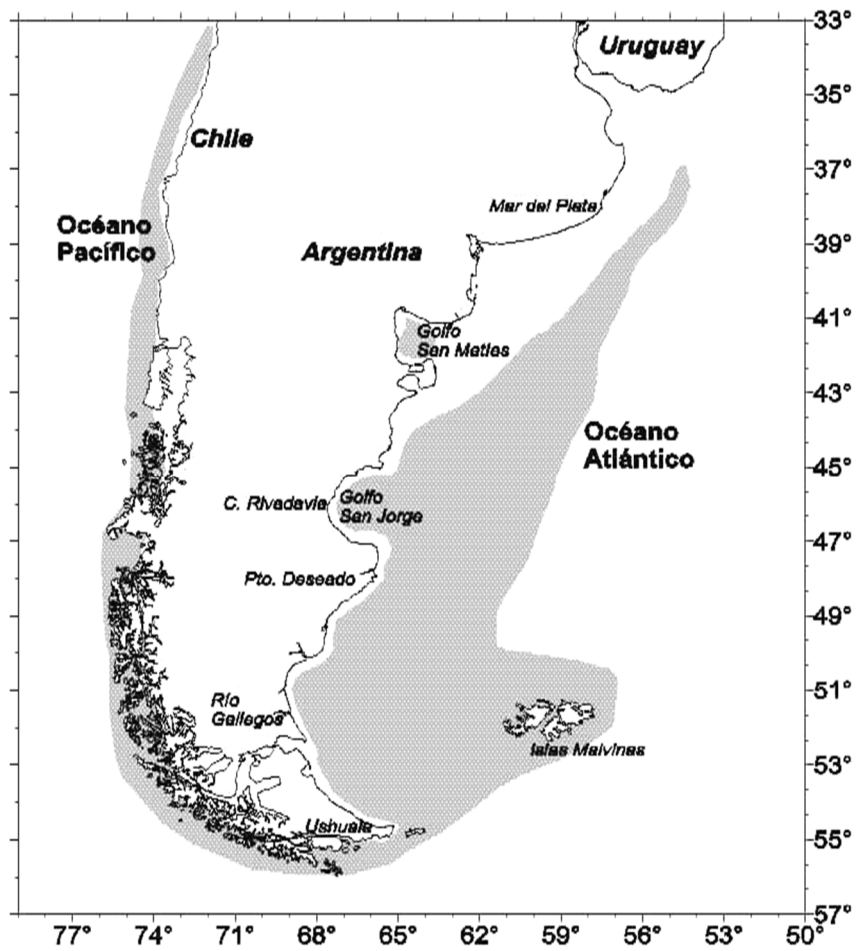 33°
Uruguay
35°
Chile
37°
Mar del Plata
Océano
Pacífico
39°
Argentina
41°
Golfo
San Matías
43°
Océano
Atlántico
45°
C. Rivadavia
Golfo
San Jorge
47°
Pto. Deseado
49°
51°
Río
Gallegos
Islas Malvinas
53°
Ushuaia
55°
57°
77° 74° 71° 68° 65° 62° 59° 56° 53° 50°